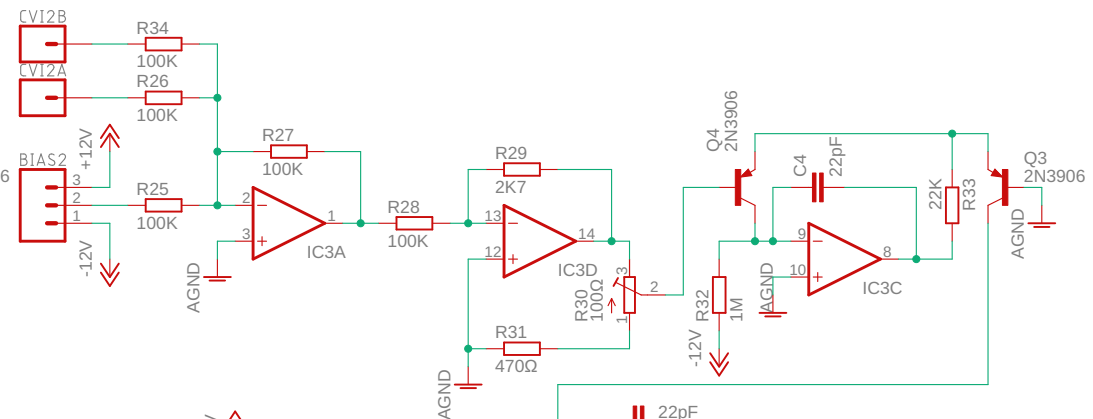 CVI2B
R34
100K
CVI2A
R26
100K
6
BIAS2
+12V
3
2
1
-12V
R25
100K
R27
100K
2
3
1
IC3A
AGND
R28
100K
R29
2K7
13
12
14
IC3D
R30
100Ω
3
2
1
R31
470Ω
AGND
Q4
2N3906
C4
22pF
R32
1M
-12V
AGND
9
10
8
IC3C
22K
R33
Q3
2N3906
AGND
22pF